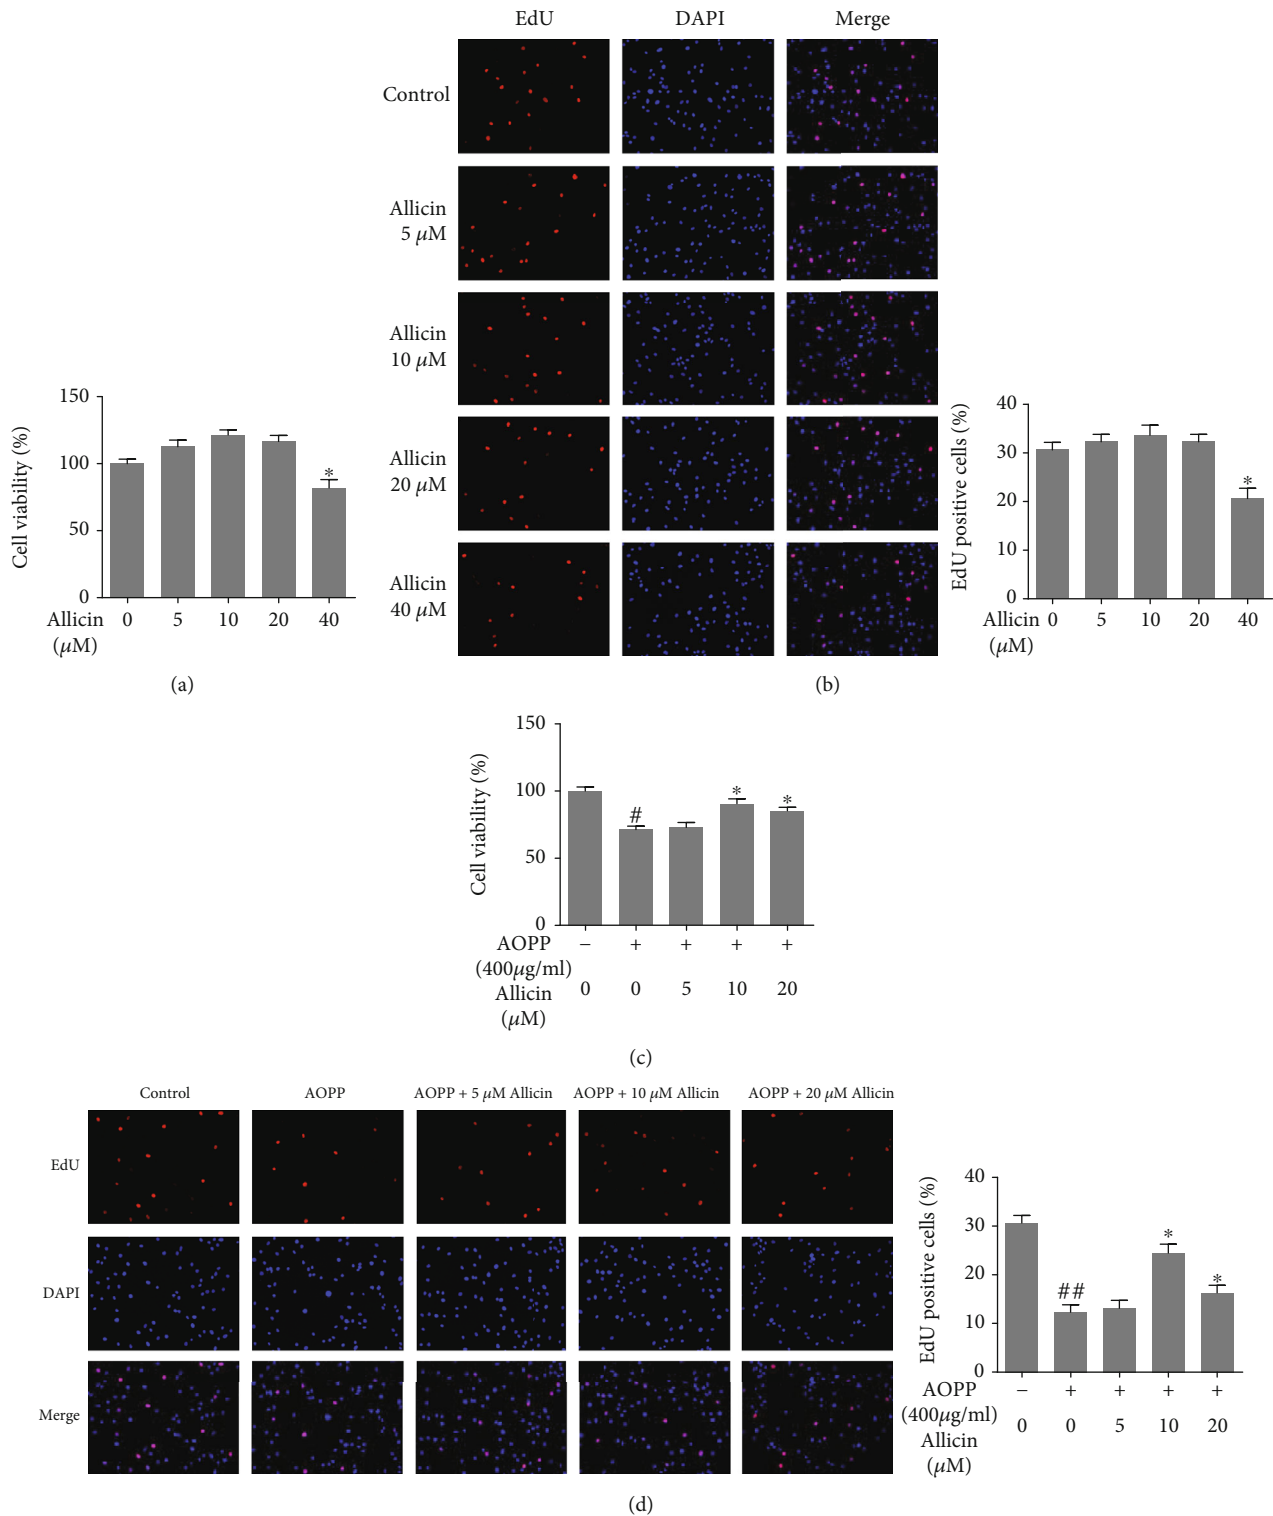 EdU DAPI Merge
Control
Allicin
5 μM
Allicin
10 μM
Allicin
20 μM
Allicin
40 μM
Cell viability (%)
150
100
50
0
*
Allicin 0 5 10 20 40
(μM)
(a)
EdU positive cells (%)
40
30
20
10
0
*
Allicin 0 5 10 20 40
(μM)
(b)
Cell viability (%)
150
100
50
0
# * *
AOPP − + + + +
(400μg/ml)
Allicin 0 0 5 10 20
(μM)
(c)
Control AOPP AOPP + 5 μM Allicin AOPP + 10 μM Allicin AOPP + 20 μM Allicin
EdU
DAPI
Merge
EdU positive cells (%)
40
30
20
10
0
## * *
AOPP − + + + +
(400μg/ml) 0 0 5 10 20
Allicin
(μM)
(d)